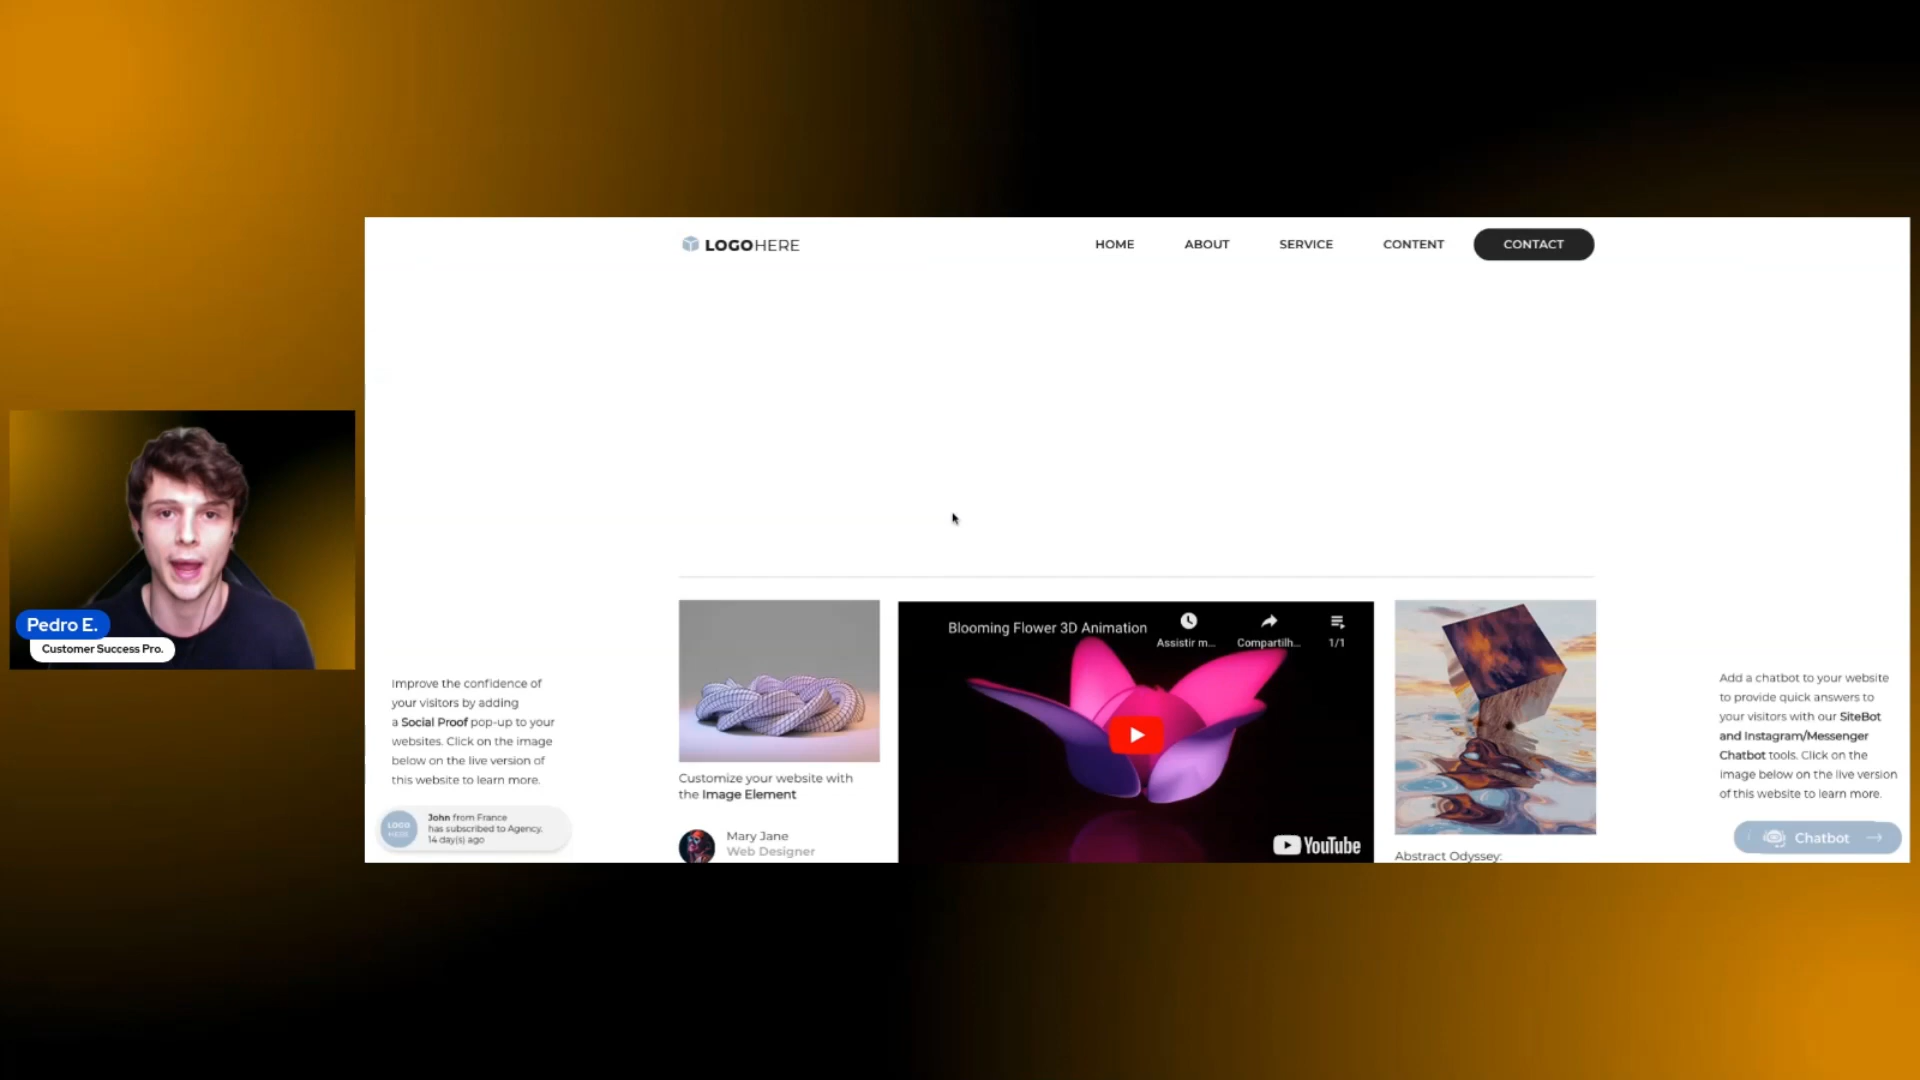 LOGOHERE
HOME
ABOUT
SERVICE
CONTENT
CONTACT
Pedro E.
Customer Success Pro.
Improve the confidence of
your visitors by adding
a Social Proof pop-up to your
websites. Click on the image
below on the live version of
this website to learn more.
LOGO
HERE
John from France
has subscribed to Agency.
14 day(s) ago
Customize your website with
the Image Element
Mary Jane
Web Designer
Blooming Flower 3D Animation
Assistir m...
Compartilh...
1/1
YouTube
Abstract Odyssey:
Add a chatbot to your website
to provide quick answers to
your visitors with our SiteBot
and Instagram/Messenger
Chatbot tools. Click on the
image below on the live version
of this website to learn more.
Chatbot